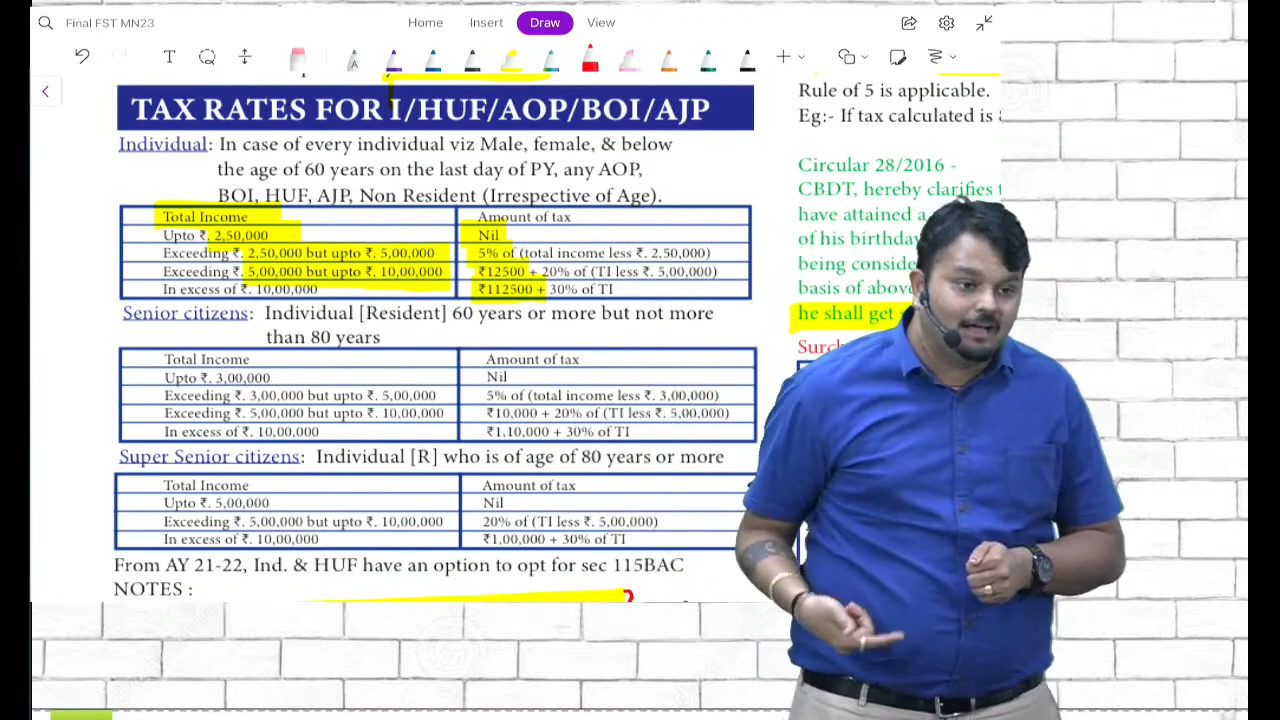 Final FST MN23
Home Insert Draw View
TAX RATES FOR I/HUF/AOP/BOI/AJP
Individual: In case of every individual viz Male, female, & below
the age of 60 years on the last day of PY, any AOP,
BOI, HUF, AJP, Non Resident (Irrespective of Age).
Total Income Amount of tax
Upto ₹. 2,50,000 Nil
Exceeding ₹. 2,50,000 but upto ₹. 5,00,000 5% of (total income less ₹. 2,50,000)
Exceeding ₹. 5,00,000 but upto ₹. 10,00,000 ₹12500 + 20% of (TI less ₹. 5,00,000)
In excess of ₹. 10,00,000 ₹112500 + 30% of TI
Senior citizens: Individual [Resident] 60 years or more but not more
than 80 years
Total Income Amount of tax
Upto ₹. 3,00,000 Nil
Exceeding ₹. 3,00,000 but upto ₹. 5,00,000 5% of (total income less ₹. 3,00,000)
Exceeding ₹. 5,00,000 but upto ₹. 10,00,000 ₹10,000 + 20% of (TI less ₹. 5,00,000)
In excess of ₹. 10,00,000 ₹1,10,000 + 30% of TI
Super Senior citizens: Individual [R] who is of age of 80 years or more
Total Income Amount of tax
Upto ₹. 5,00,000 Nil
Exceeding ₹. 5,00,000 but upto ₹. 10,00,000 20% of (TI less ₹. 5,00,000)
In excess of ₹. 10,00,000 ₹1,00,000 + 30% of TI
From AY 21-22, Ind. & HUF have an option to opt for sec 115BAC
NOTES :
Rule of 5 is applicable.
Eg:- If tax calculated is
Circular 28/2016 -
CBDT, hereby clarifies
have attained a
of his birthday
being conside
basis of above
he shall get